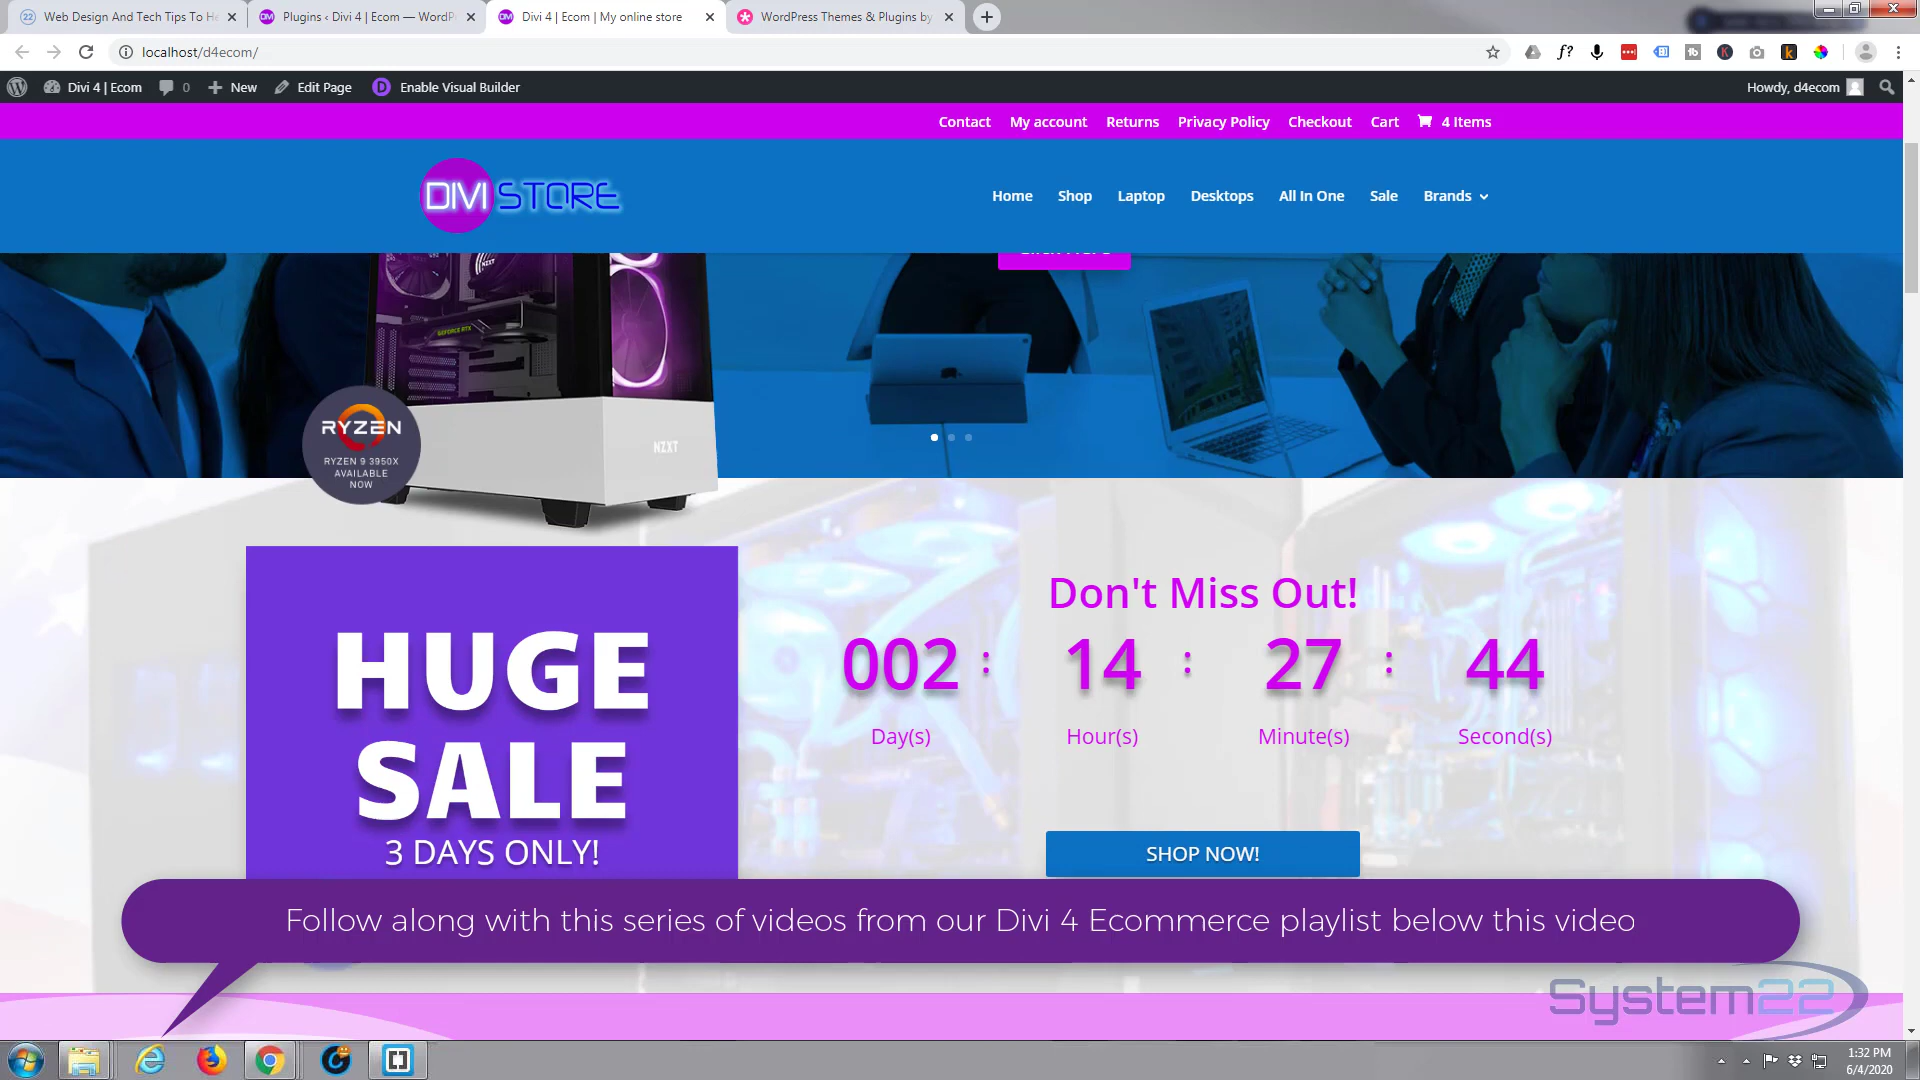 Web Design And Tech Tips To He
Plugins ‹ Divi 4 | Ecom — WordP
Divi 4 | Ecom | My online store
WordPress Themes & Plugins by
localhost/d4ecom/
Divi 4 | Ecom
0
New
Edit Page
Enable Visual Builder
Howdy, d4ecom
Contact
My account
Returns
Privacy Policy
Checkout
Cart
4 Items
DIVI STORE
Home
Shop
Laptop
Desktops
All In One
Sale
Brands
NZXT
GEFORCE RTX
RYZEN
RYZEN 9 3950X
AVAILABLE
NOW
NZXT
HUGE
SALE
3 DAYS ONLY!
Don't Miss Out!
002 : 14 : 27 : 44
Day(s) Hour(s) Minute(s) Second(s)
SHOP NOW!
Follow along with this series of videos from our Divi 4 Ecommerce playlist below this video
System22
1:32 PM
6/4/2020